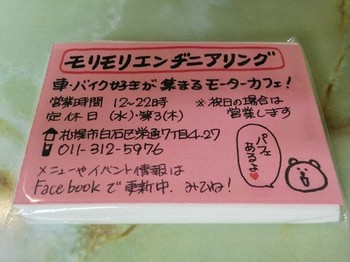 モリモリエンヂニアリング
車・バイク好きが集まるモーターカフェ!
営業時間 12~22時
定休日 (水)・第3(木)
※祝日の場合は
営業します
札幌市白石区栄通7丁目4-27
011-312-5976
メニューやイベント情報は
Facebookで更新中. みてね!
パフェ
あるよ♥